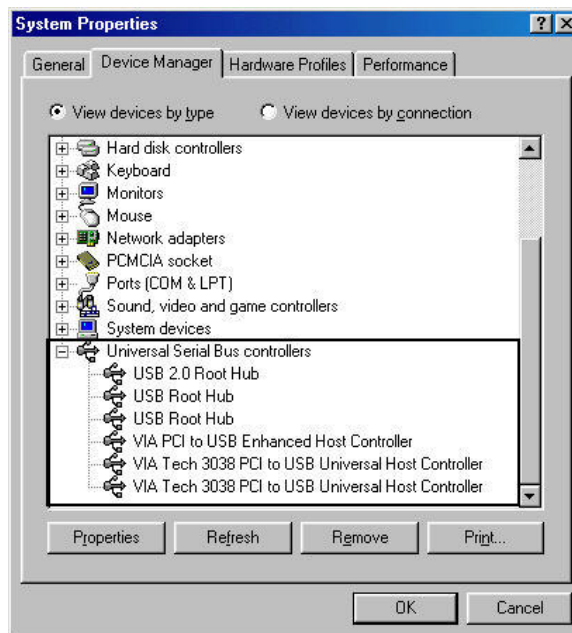 System Properties
General Device Manager Hardware Profiles Performance
View devices by type View devices by connection
Hard disk controllers
Keyboard
Monitors
Mouse
Network adapters
PCMCIA socket
Ports (COM & LPT)
Sound, video and game controllers
System devices
Universal Serial Bus controllers
USB 2.0 Root Hub
USB Root Hub
USB Root Hub
VIA PCI to USB Enhanced Host Controller
VIA Tech 3038 PCI to USB Universal Host Controller
VIA Tech 3038 PCI to USB Universal Host Controller
Properties Refresh Remove Print...
OK Cancel